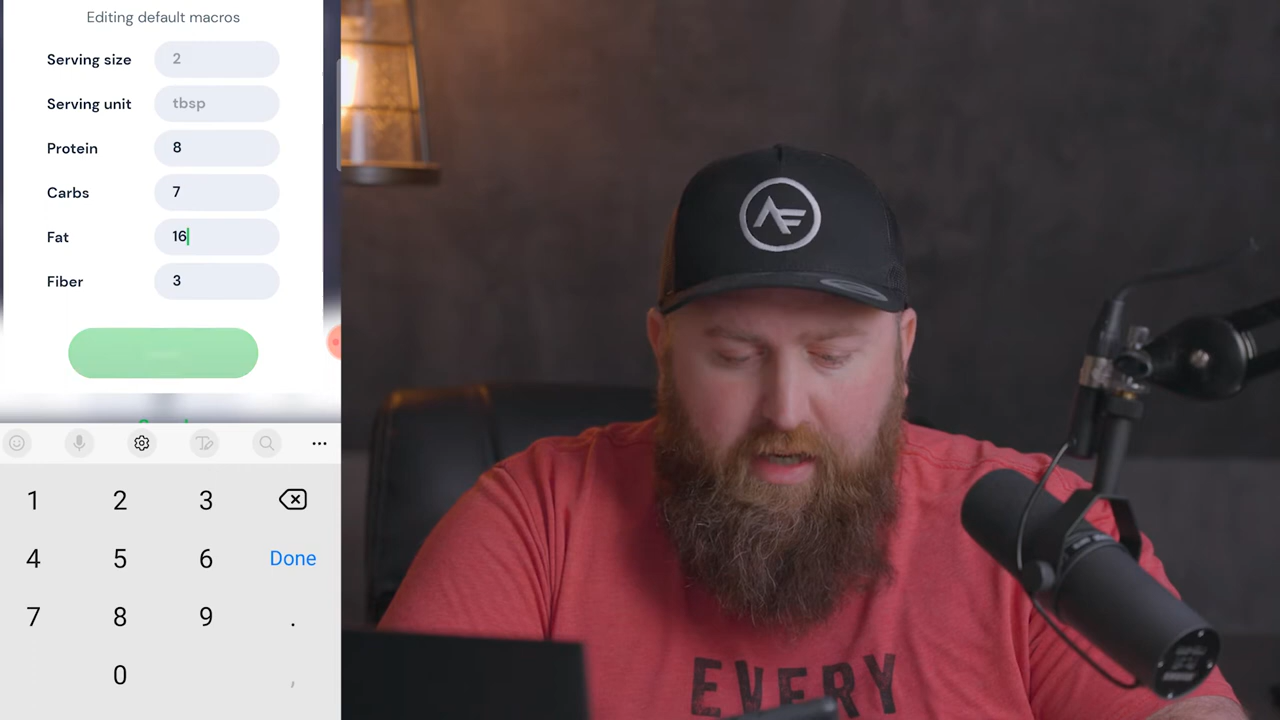 Editing default macros
Serving size 2
Serving unit tbsp
Protein 8
Carbs 7
Fat 16
Fiber 3
1 2 3
4 5 6 Done
7 8 9 .
0 ,
AF
EVERY